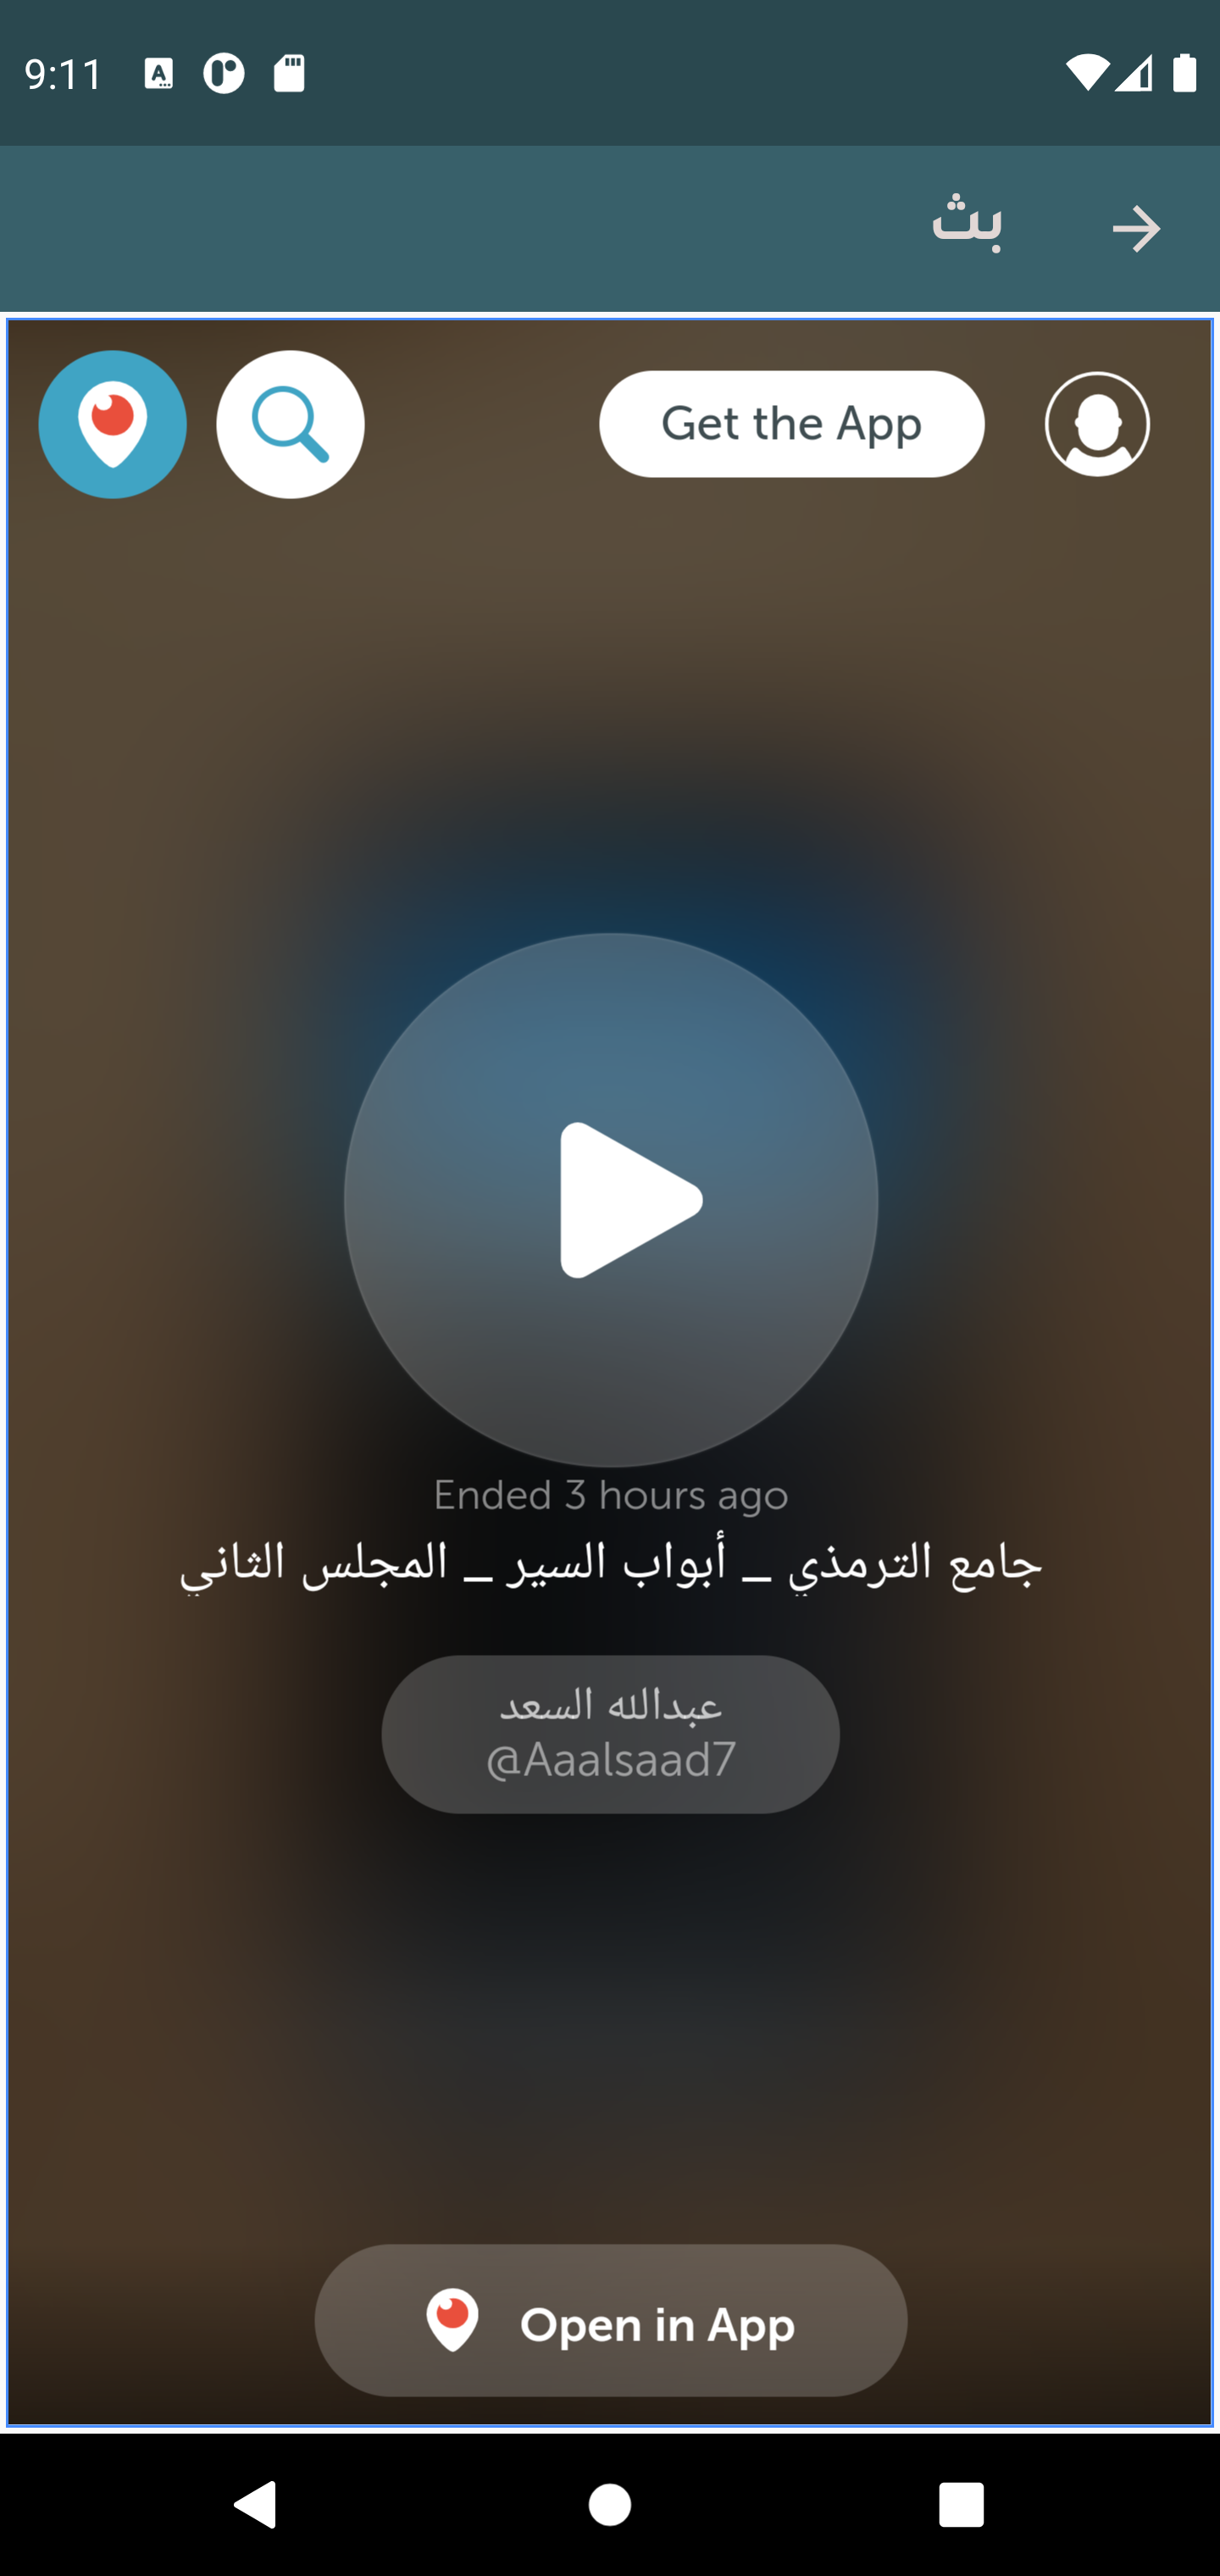 9:11
بث
Get the App
Ended 3 hours ago
جامع الترمذي _ أبواب السير _ المجلس الثاني
عبدالله السعد
@Aaalsaad7
Open in App